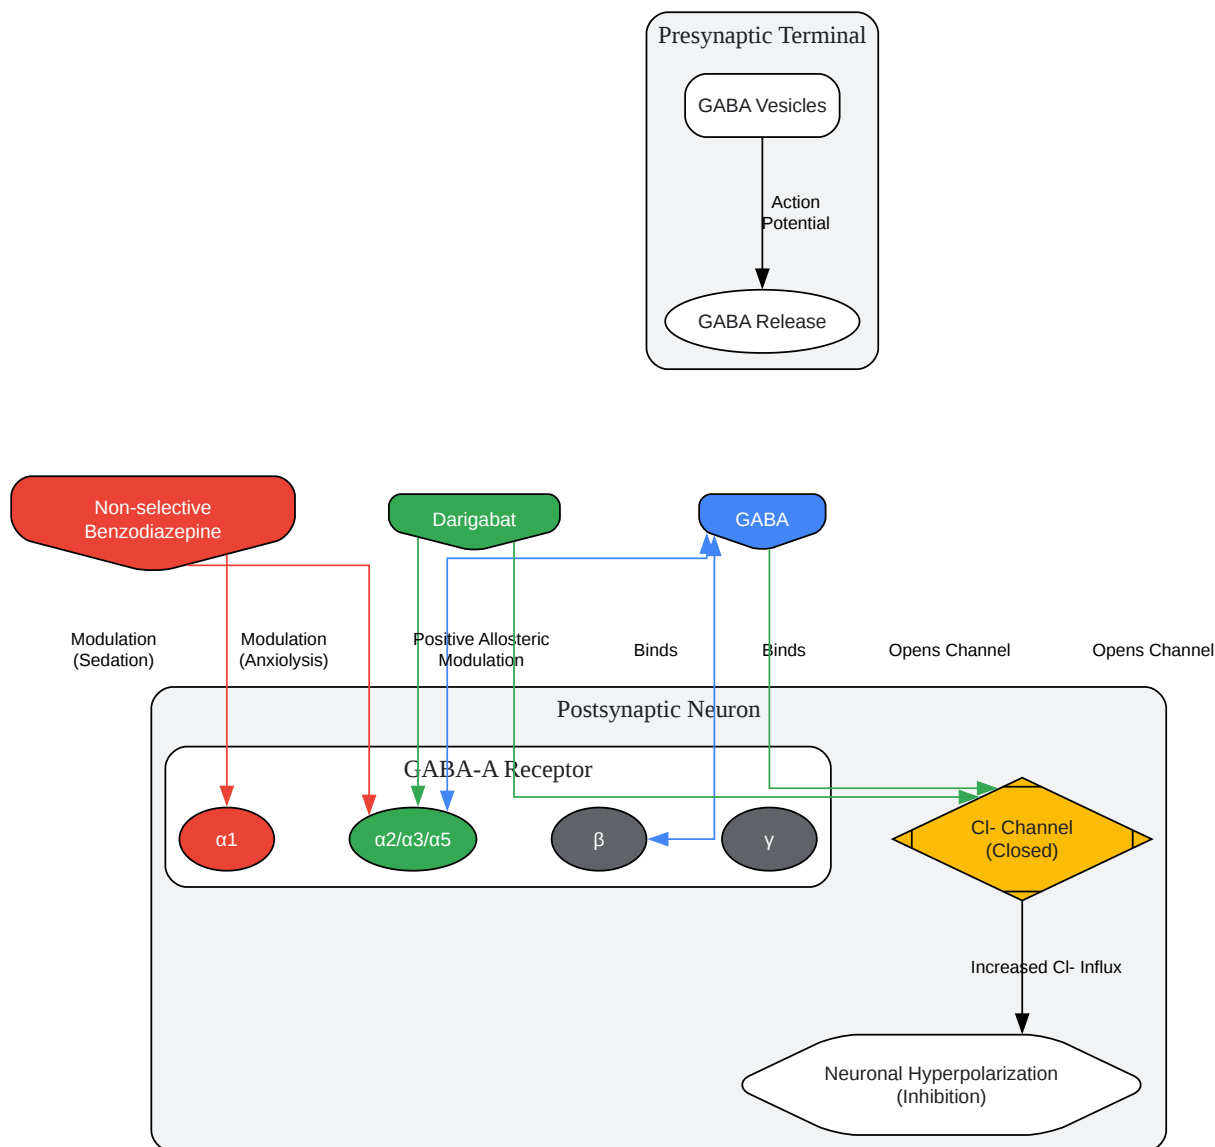 Presynaptic Terminal
GABA Vesicles
Action
Potential
GABA Release
Non-selective
Benzodiazepine
Darigabat
GABA
Modulation
(Sedation)
Modulation
(Anxiolysis)
Positive Allosteric
Modulation
Binds
Binds
Opens Channel
Opens Channel
Postsynaptic Neuron
GABA-A Receptor
α1
α2/α3/α5
β
γ
Cl- Channel
(Closed)
Increased Cl- Influx
Neuronal Hyperpolarization
(Inhibition)